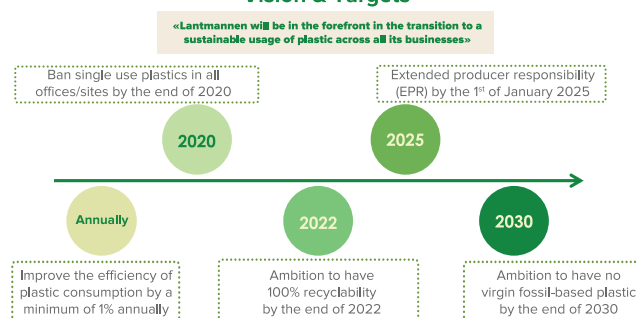 Vision & Targets
«Lantmannen will be in the forefront in the transition to a
sustainable usage of plastic across all its businesses»
Ban single use plastics in all
offices/sites by the end of 2020
Extended producer responsibility
(EPR) by the 1st of January 2025
2020
2025
Annually
2022
2030
Improve the efficiency of
plastic consumption by a
minimum of 1% annually
Ambition to have
100% recyclability
by the end of 2022
Ambition to have no
virgin fossil-based plastic
by the end of 2030